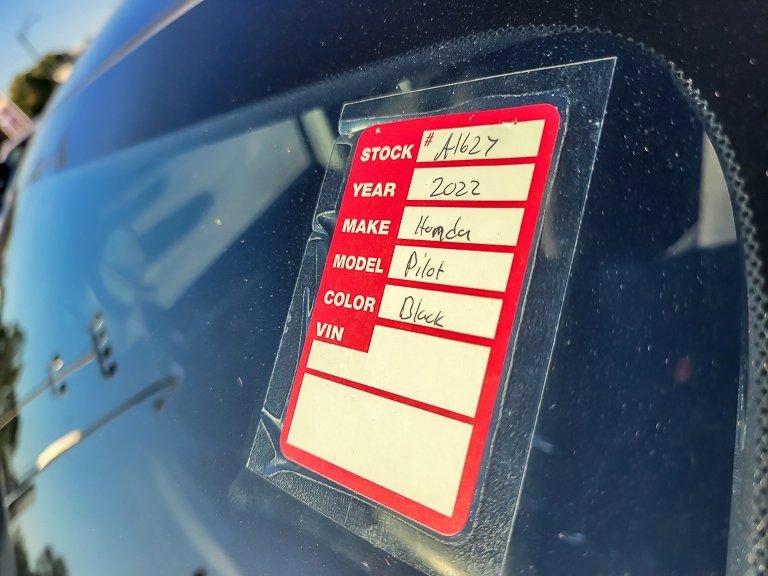 STOCK # A1627
YEAR 2022
MAKE Honda
MODEL Pilot
COLOR Black
VIN